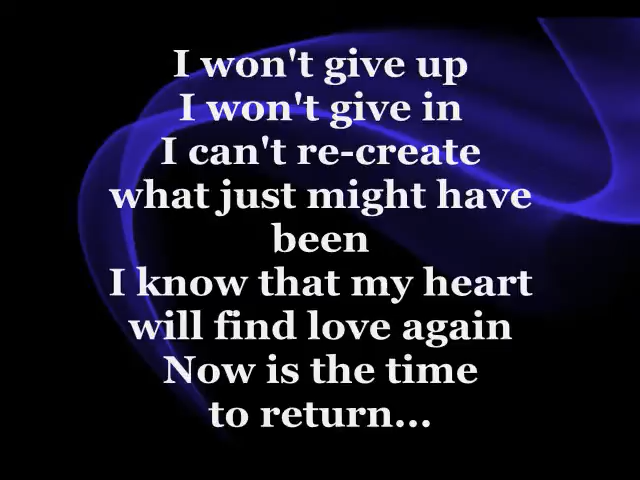 I won't give up
I won't give in
I can't re-create
what just might have
been
I know that my heart
will find love again
Now is the time
to return...